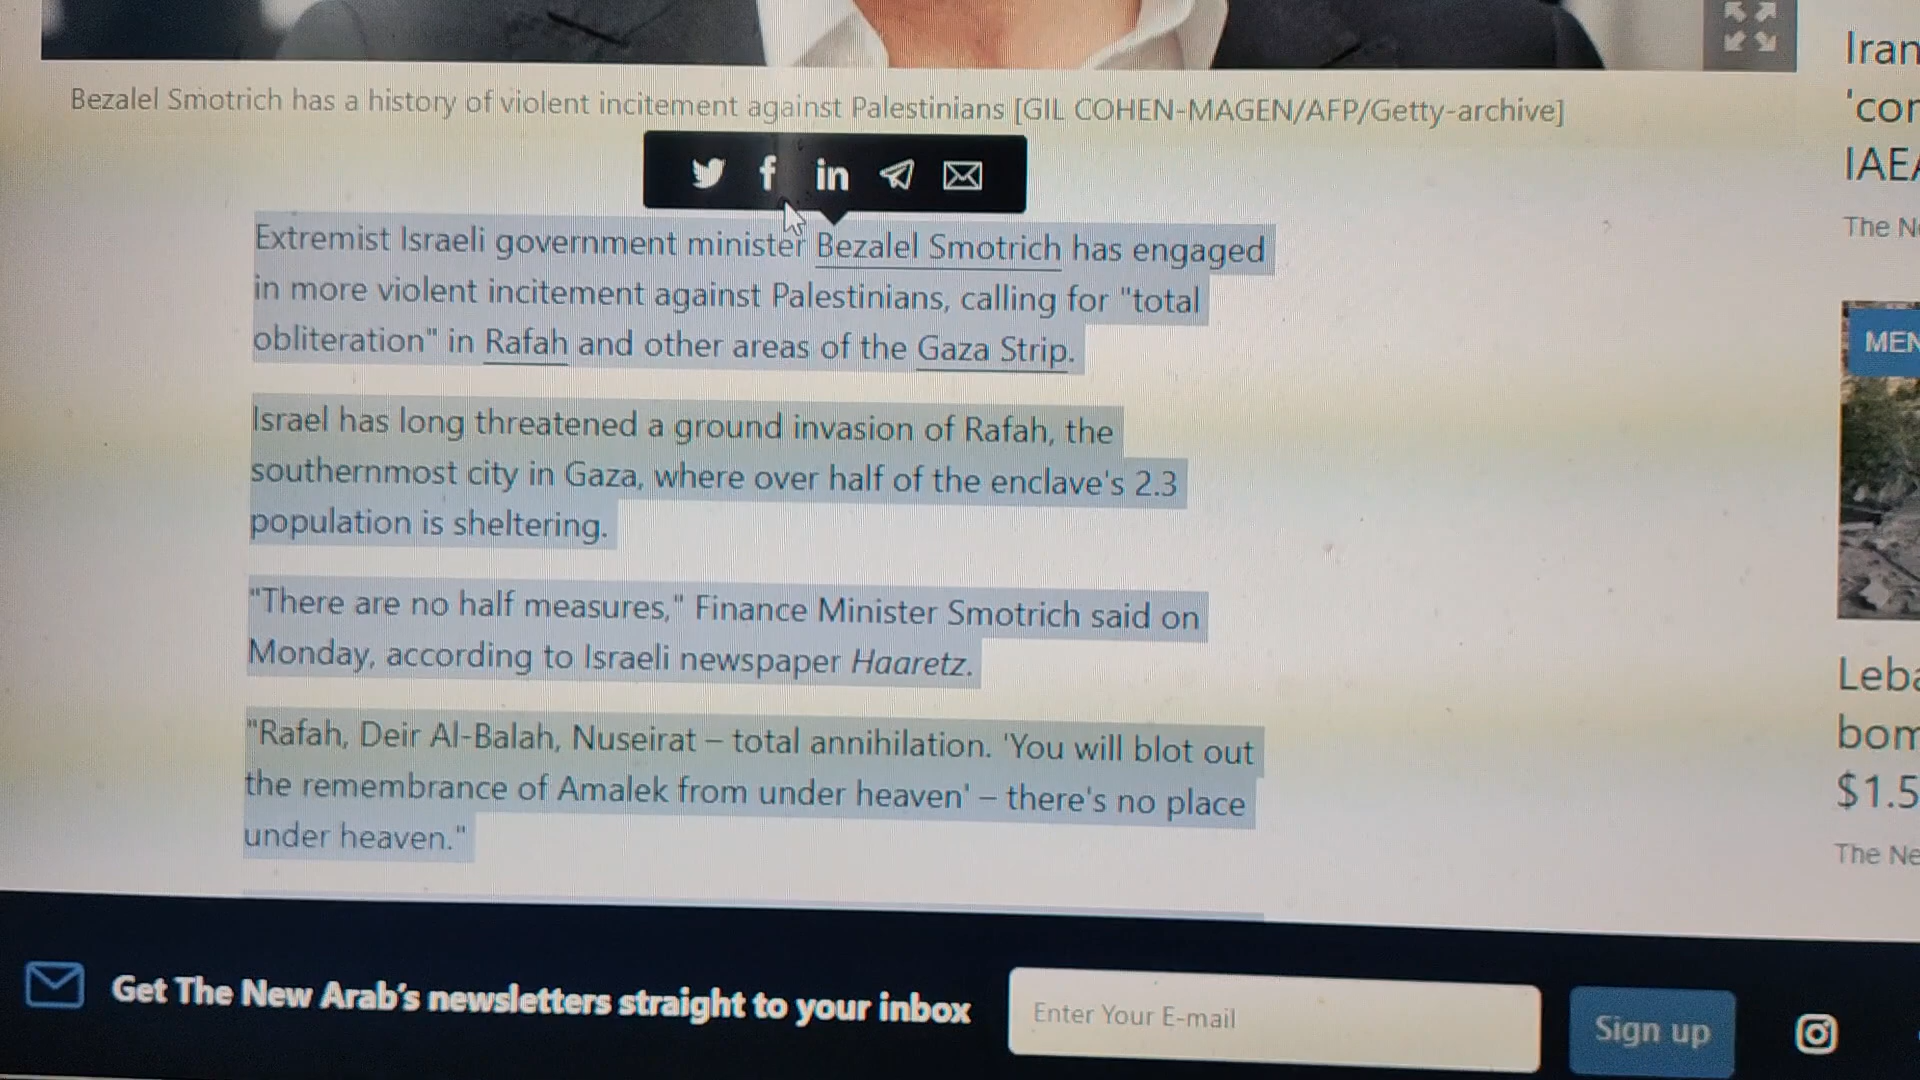 Bezalel Smotrich has a history of violent incitement against Palestinians [GIL COHEN-MAGEN/AFP/Getty-archive]
f in
Extremist Israeli government minister Bezalel Smotrich has engaged
in more violent incitement against Palestinians, calling for "total
obliteration" in Rafah and other areas of the Gaza Strip.
Israel has long threatened a ground invasion of Rafah, the
southernmost city in Gaza, where over half of the enclave's 2.3
population is sheltering.
"There are no half measures," Finance Minister Smotrich said on
Monday, according to Israeli newspaper Haaretz.
"Rafah, Deir Al-Balah, Nuseirat – total annihilation. 'You will blot out
the remembrance of Amalek from under heaven' – there's no place
under heaven."
Iran
IAEA
The
MEN
$1.5
The
Get The New Arab's newsletters straight to your inbox
Enter Your E-mail
Sign up